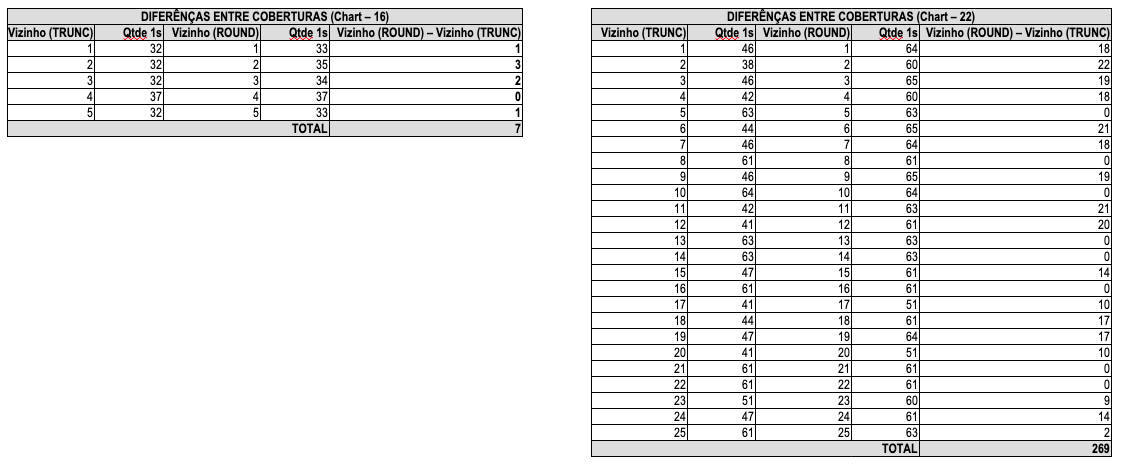 DIFERÊNÇAS ENTRE COBERTURAS (Chart – 16)
Vizinho (TRUNC) Qtde 1s Vizinho (ROUND) Qtde 1s Vizinho (ROUND) – Vizinho (TRUNC)
1 32 1 33 1
2 32 2 35 3
3 32 3 34 2
4 37 4 37 0
5 32 5 33 1
TOTAL 7
DIFERÊNÇAS ENTRE COBERTURAS (Chart – 22)
Vizinho (TRUNC) Qtde 1s Vizinho (ROUND) Qtde 1s Vizinho (ROUND) – Vizinho (TRUNC)
1 46 1 64 18
2 38 2 60 22
3 46 3 65 19
4 42 4 60 18
5 63 5 63 0
6 44 6 65 21
7 46 7 64 18
8 61 8 61 0
9 46 9 65 19
10 64 10 64 0
11 42 11 63 21
12 41 12 61 20
13 63 13 63 0
14 63 14 63 0
15 47 15 61 14
16 61 16 61 0
17 41 17 51 10
18 44 18 61 17
19 47 19 64 17
20 41 20 51 10
21 61 21 61 0
22 61 22 61 0
23 51 23 60 9
24 47 24 61 14
25 61 25 63 2
TOTAL 269